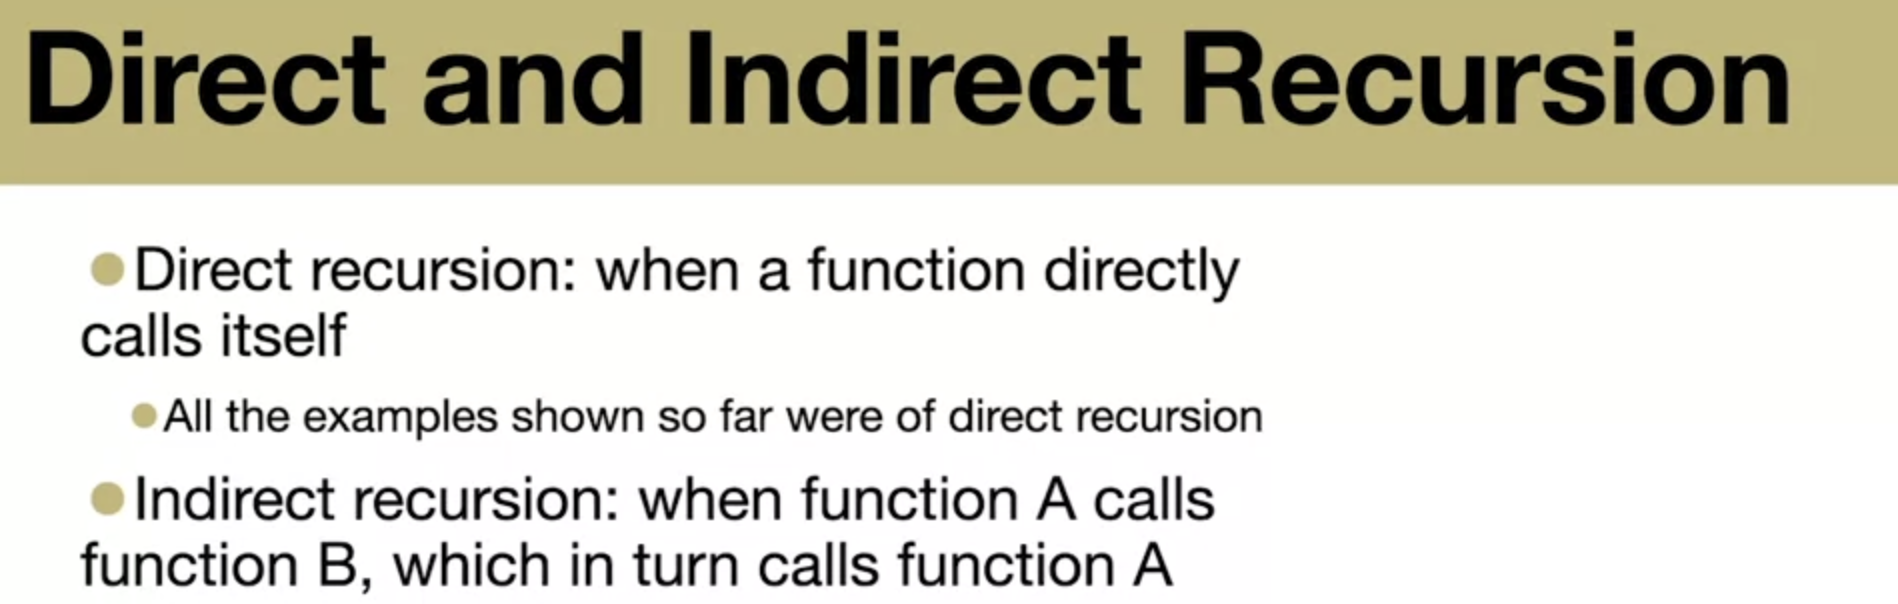 Direct and Indirect Recursion
Direct recursion: when a function directly
calls itself
All the examples shown so far were of direct recursion
Indirect recursion: when function A calls
function B, which in turn calls function A